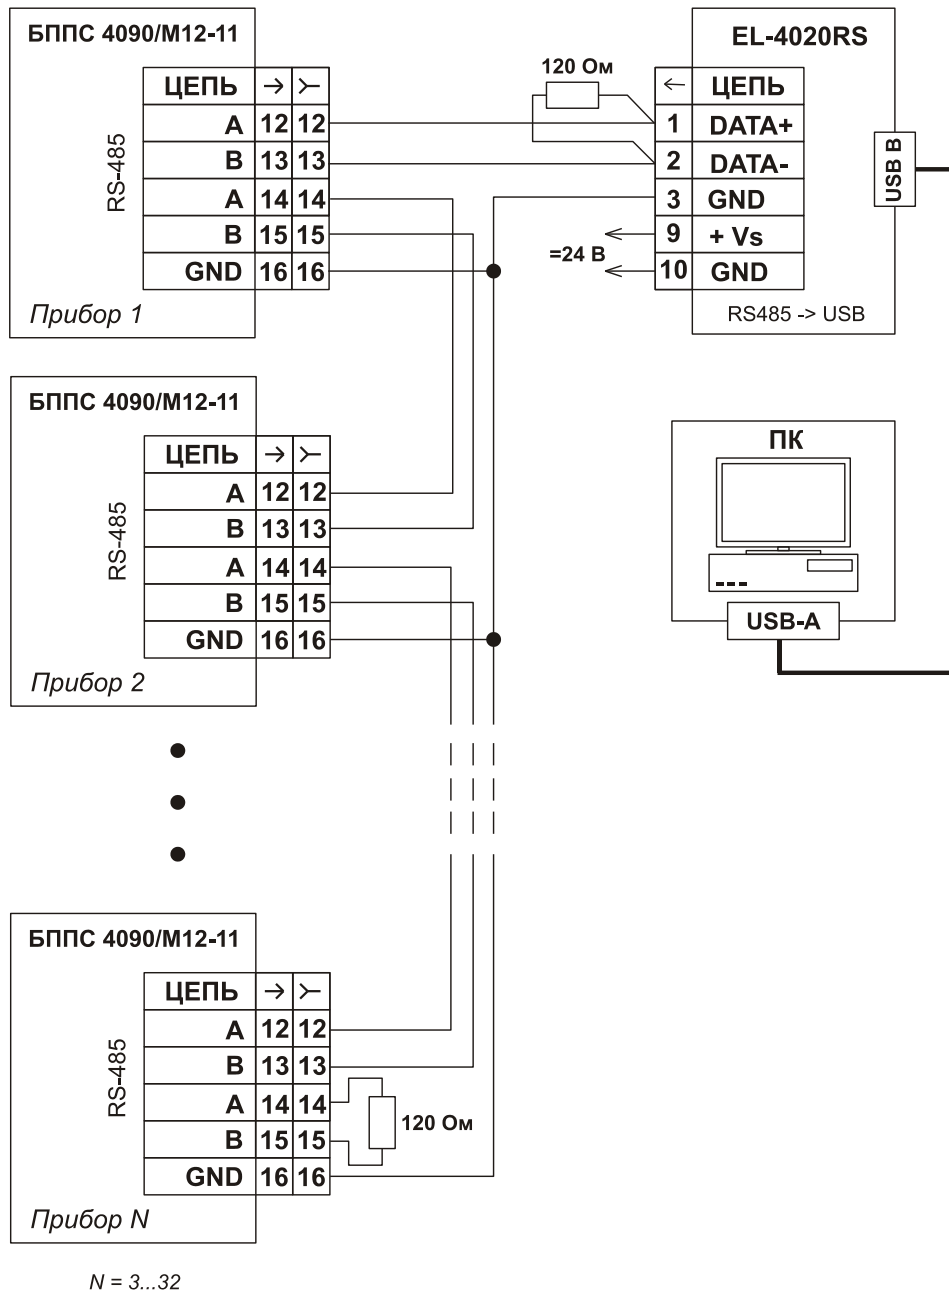 БППС 4090/М12-11
ЦЕПЬ
RS-485
A 12 12
B 13 13
A 14 14
B 15 15
GND 16 16
Прибор 1
120 Ом
EL-4020RS
ЦЕПЬ
1 DATA+
2 DATA-
3 GND
9 + Vs
10 GND
=24 В
RS485 -> USB
USB B
БППС 4090/М12-11
ЦЕПЬ
RS-485
A 12 12
B 13 13
A 14 14
B 15 15
GND 16 16
Прибор 2
ПК
USB-A
БППС 4090/М12-11
ЦЕПЬ
RS-485
A 12 12
B 13 13
A 14 14
B 15 15
GND 16 16
120 Ом
Прибор N
N = 3...32